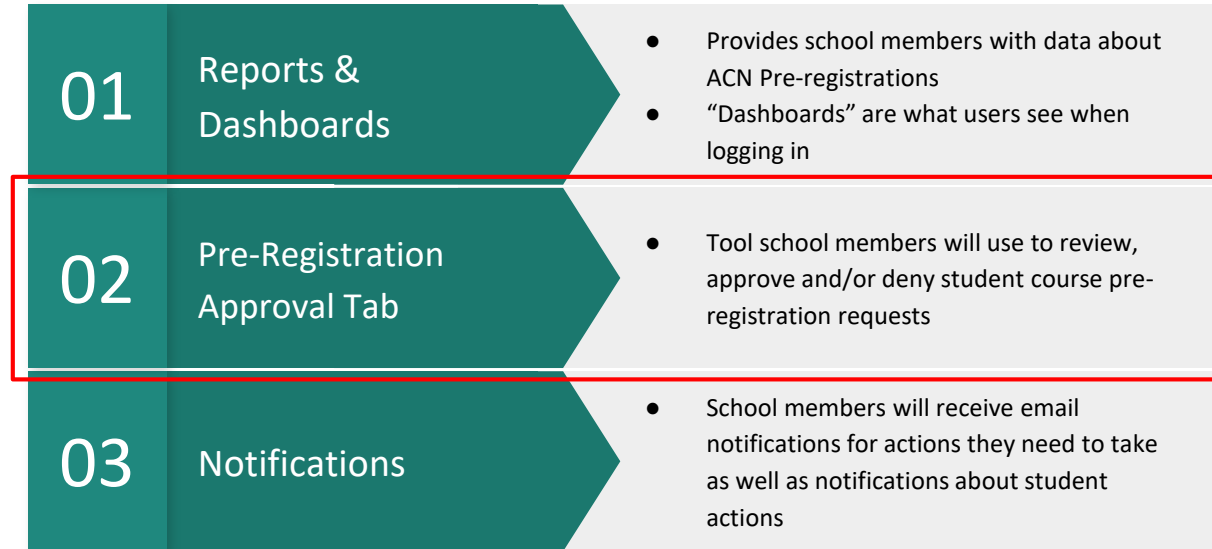 01
Reports &
Dashboards
● Provides school members with data about
ACN Pre-registrations
● “Dashboards” are what users see when
logging in
02
Pre-Registration
Approval Tab
● Tool school members will use to review,
approve and/or deny student course pre-
registration requests
03
Notifications
● School members will receive email
notifications for actions they need to take
as well as notifications about student
actions